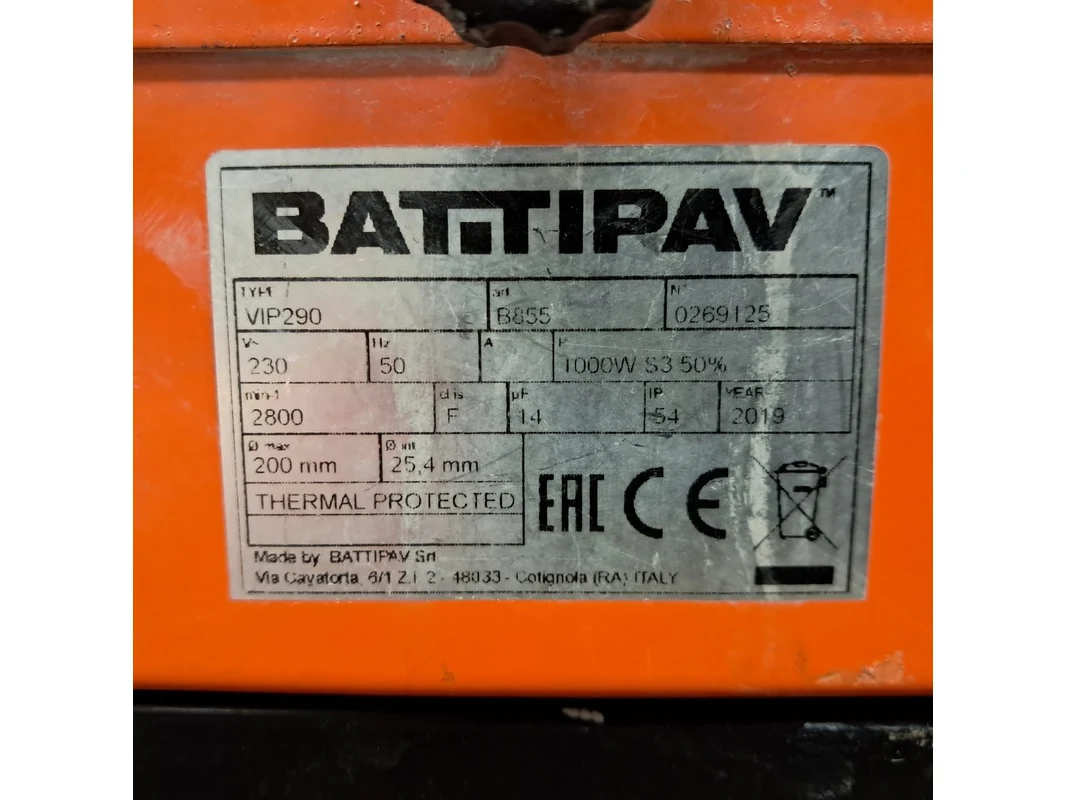 BATTIPAV™
TYPE art N°
VIP290 B855 0269125
V~ Hz A P
230 50 1000W S3 50%
min-1 µF IP YEAR
2800 F 14 54 2019
Ø max Ø int
200 mm 25,4 mm
THERMAL PROTECTED
EAC CE
Made by BATTIPAV Srl
Via Cavatorta, 6/1 Z.I. 2 - 48033 - Cotignola (RA) ITALY